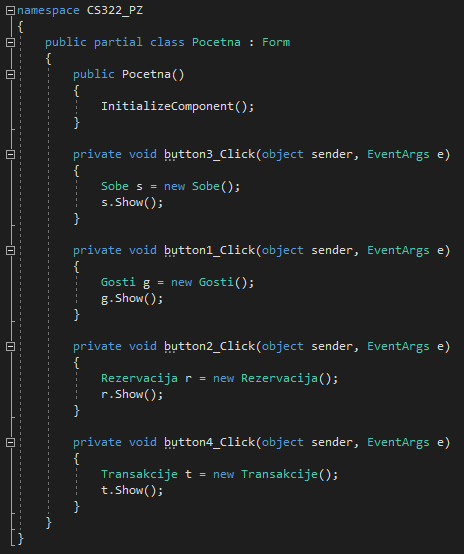 namespace CS322_PZ
{
    public partial class Pocetna : Form
    {
        public Pocetna()
        {
            InitializeComponent();
        }

        private void button3_Click(object sender, EventArgs e)
        {
            Sobe s = new Sobe();
            s.Show();
        }

        private void button1_Click(object sender, EventArgs e)
        {
            Gosti g = new Gosti();
            g.Show();
        }

        private void button2_Click(object sender, EventArgs e)
        {
            Rezervacija r = new Rezervacija();
            r.Show();
        }

        private void button4_Click(object sender, EventArgs e)
        {
            Transakcije t = new Transakcije();
            t.Show();
        }
    }
}